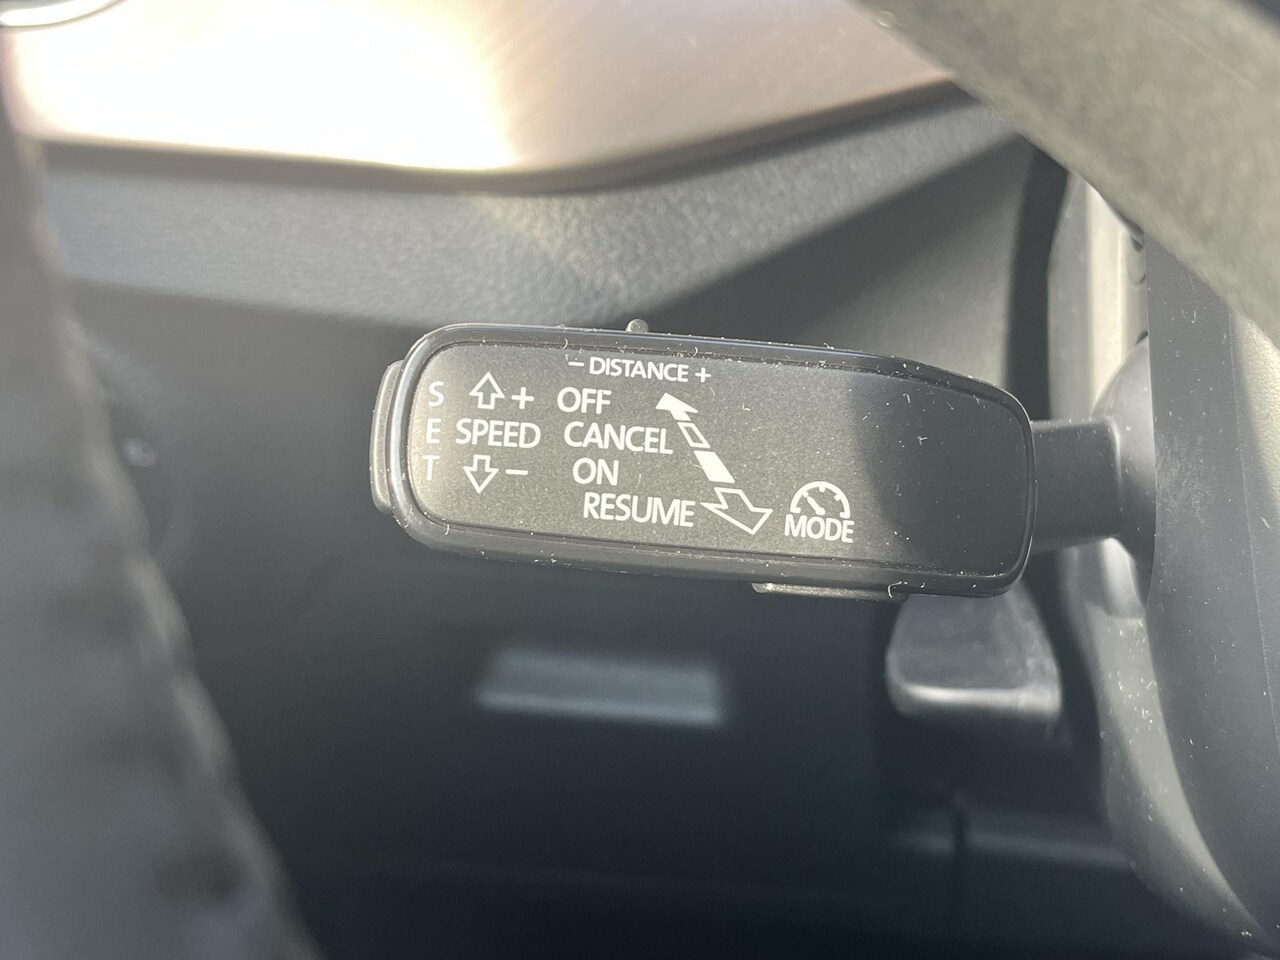 − DISTANCE +
S + OFF
E SPEED CANCEL
T − ON
RESUME
MODE